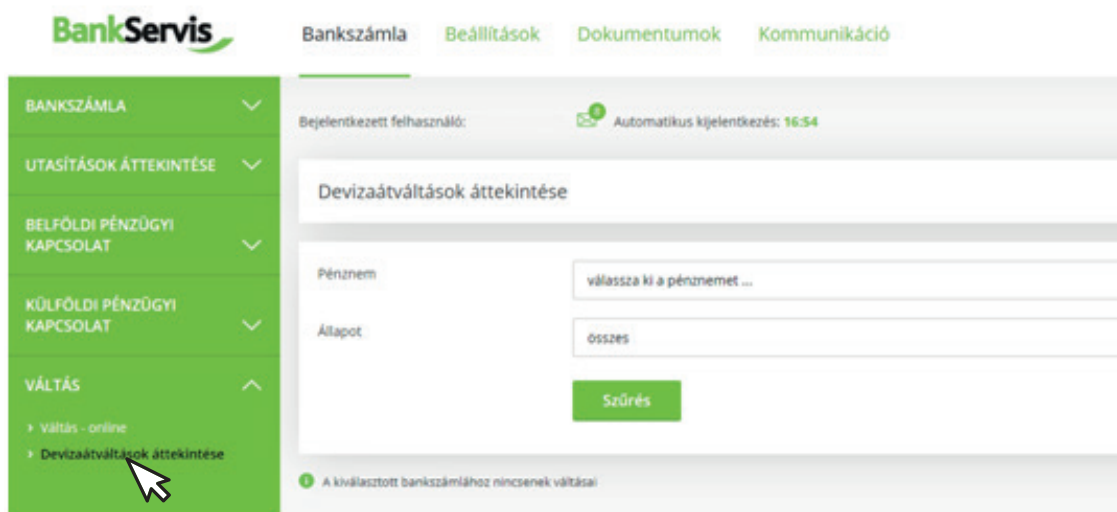 BankServis
Bankszámla Beállítások Dokumentumok Kommunikáció
BANKSZÁMLA
UTASÍTÁSOK ÁTTEKINTÉSE
BELFÖLDI PÉNZÜGYI
KAPCSOLAT
KÜLFÖLDI PÉNZÜGYI
KAPCSOLAT
VÁLTÁS
Váltás - online
Devizaátváltások áttekintése
Bejelentkezett felhasználó: 0 Automatikus kijelentkezés: 16:54
Devizaátváltások áttekintése
Pénznem válassza ki a pénznemet ...
Állapot összes
Szűrés
A kiválasztott bankszámlához nincsenek váltásai